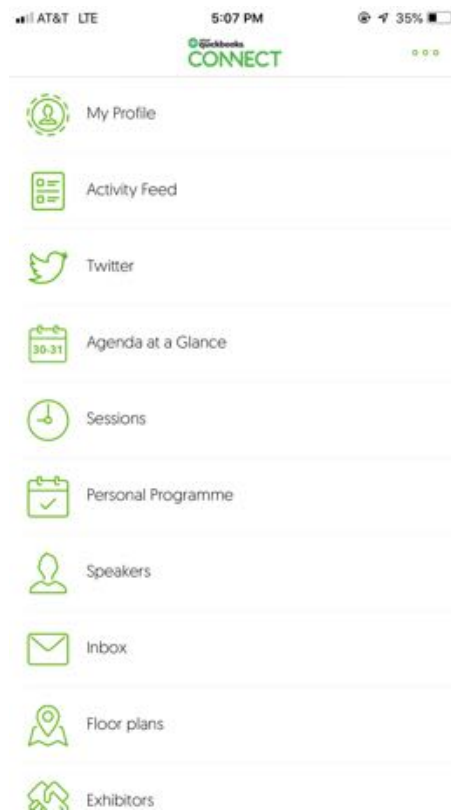 AT&T LTE 5:07 PM 35%
quickbooks
CONNECT
My Profile
Activity Feed
Twitter
30-31
Agenda at a Glance
Sessions
Personal Programme
Speakers
Inbox
Floor plans
Exhibitors